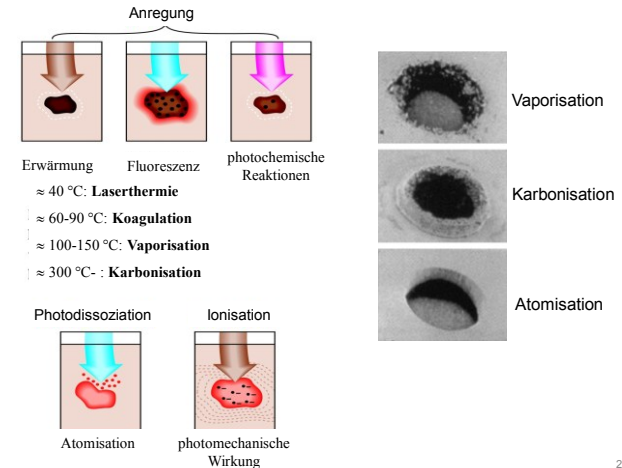 Anregung
Erwärmung
Fluoreszenz
photochemische
Reaktionen
≈ 40 °C: Laserthermie
≈ 60-90 °C: Koagulation
≈ 100-150 °C: Vaporisation
≈ 300 °C- : Karbonisation
Photodissoziation
Ionisation
Atomisation
photomechanische
Wirkung
Vaporisation
Karbonisation
Atomisation
2